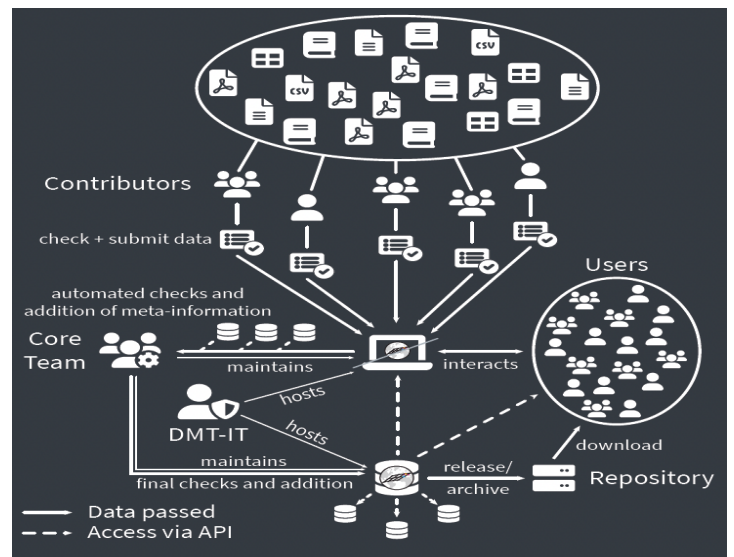 CSV
CSV
Contributors
check + submit data
Users
automated checks and
addition of meta-information
Core
Team
maintains
interacts
hosts
DMT-IT
hosts
download
maintains
final checks and addition
release/
archive
Repository
Data passed
Access via API